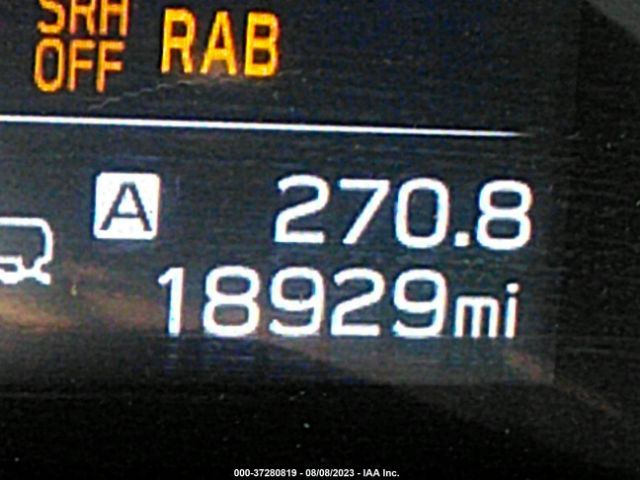 SRH
OFF RAB
A 270.8
18929mi
000-37280819 - 08/08/2023 - IAA Inc.